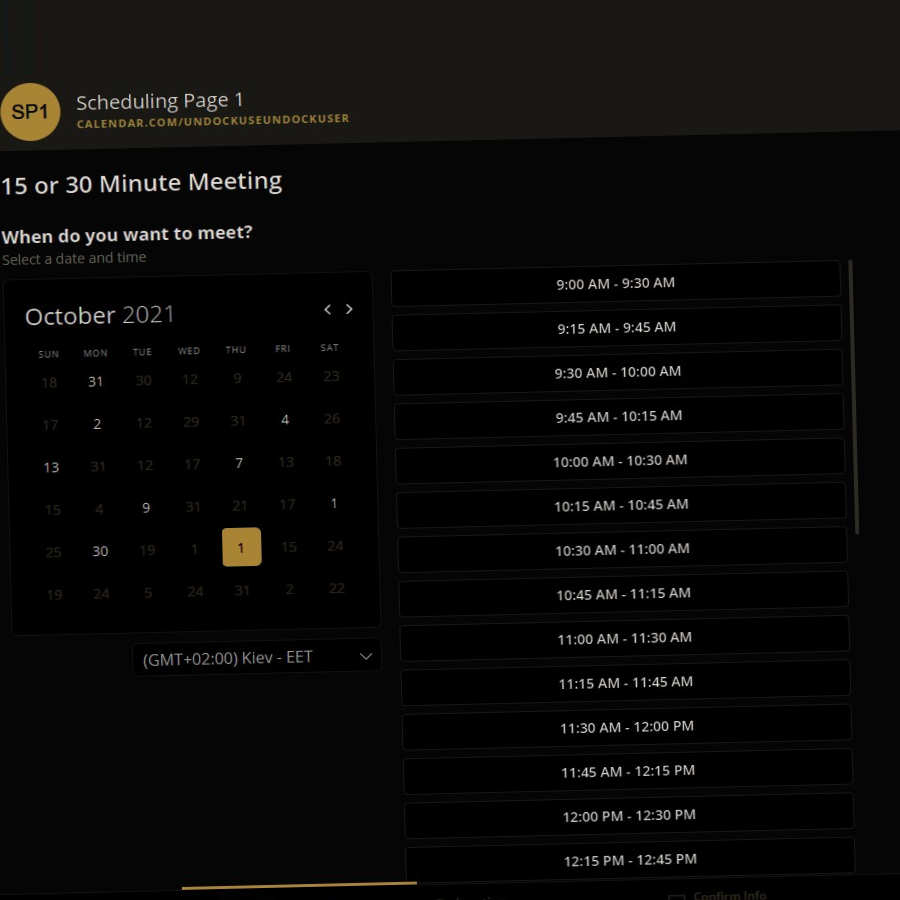 SP1
Scheduling Page 1
CALENDAR.COM/UNDOCKUSEUNDOCKUSER
15 or 30 Minute Meeting
When do you want to meet?
Select a date and time
October 2021
SUN MON TUE WED THU FRI SAT
18 31 30 12 9 24 23
17 2 12 29 31 4 26
13 31 12 17 7 13 18
15 4 9 31 21 17 1
25 30 19 1 1 15 24
19 24 5 24 31 2 22
(GMT+02:00) Kiev - EET
9:00 AM - 9:30 AM
9:15 AM - 9:45 AM
9:30 AM - 10:00 AM
9:45 AM - 10:15 AM
10:00 AM - 10:30 AM
10:15 AM - 10:45 AM
10:30 AM - 11:00 AM
10:45 AM - 11:15 AM
11:00 AM - 11:30 AM
11:15 AM - 11:45 AM
11:30 AM - 12:00 PM
11:45 AM - 12:15 PM
12:00 PM - 12:30 PM
12:15 PM - 12:45 PM
Confirm Info